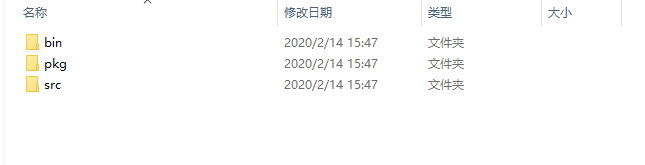 名称 修改日期 类型 大小
bin 2020/2/14 15:47 文件夹
pkg 2020/2/14 15:47 文件夹
src 2020/2/14 15:47 文件夹